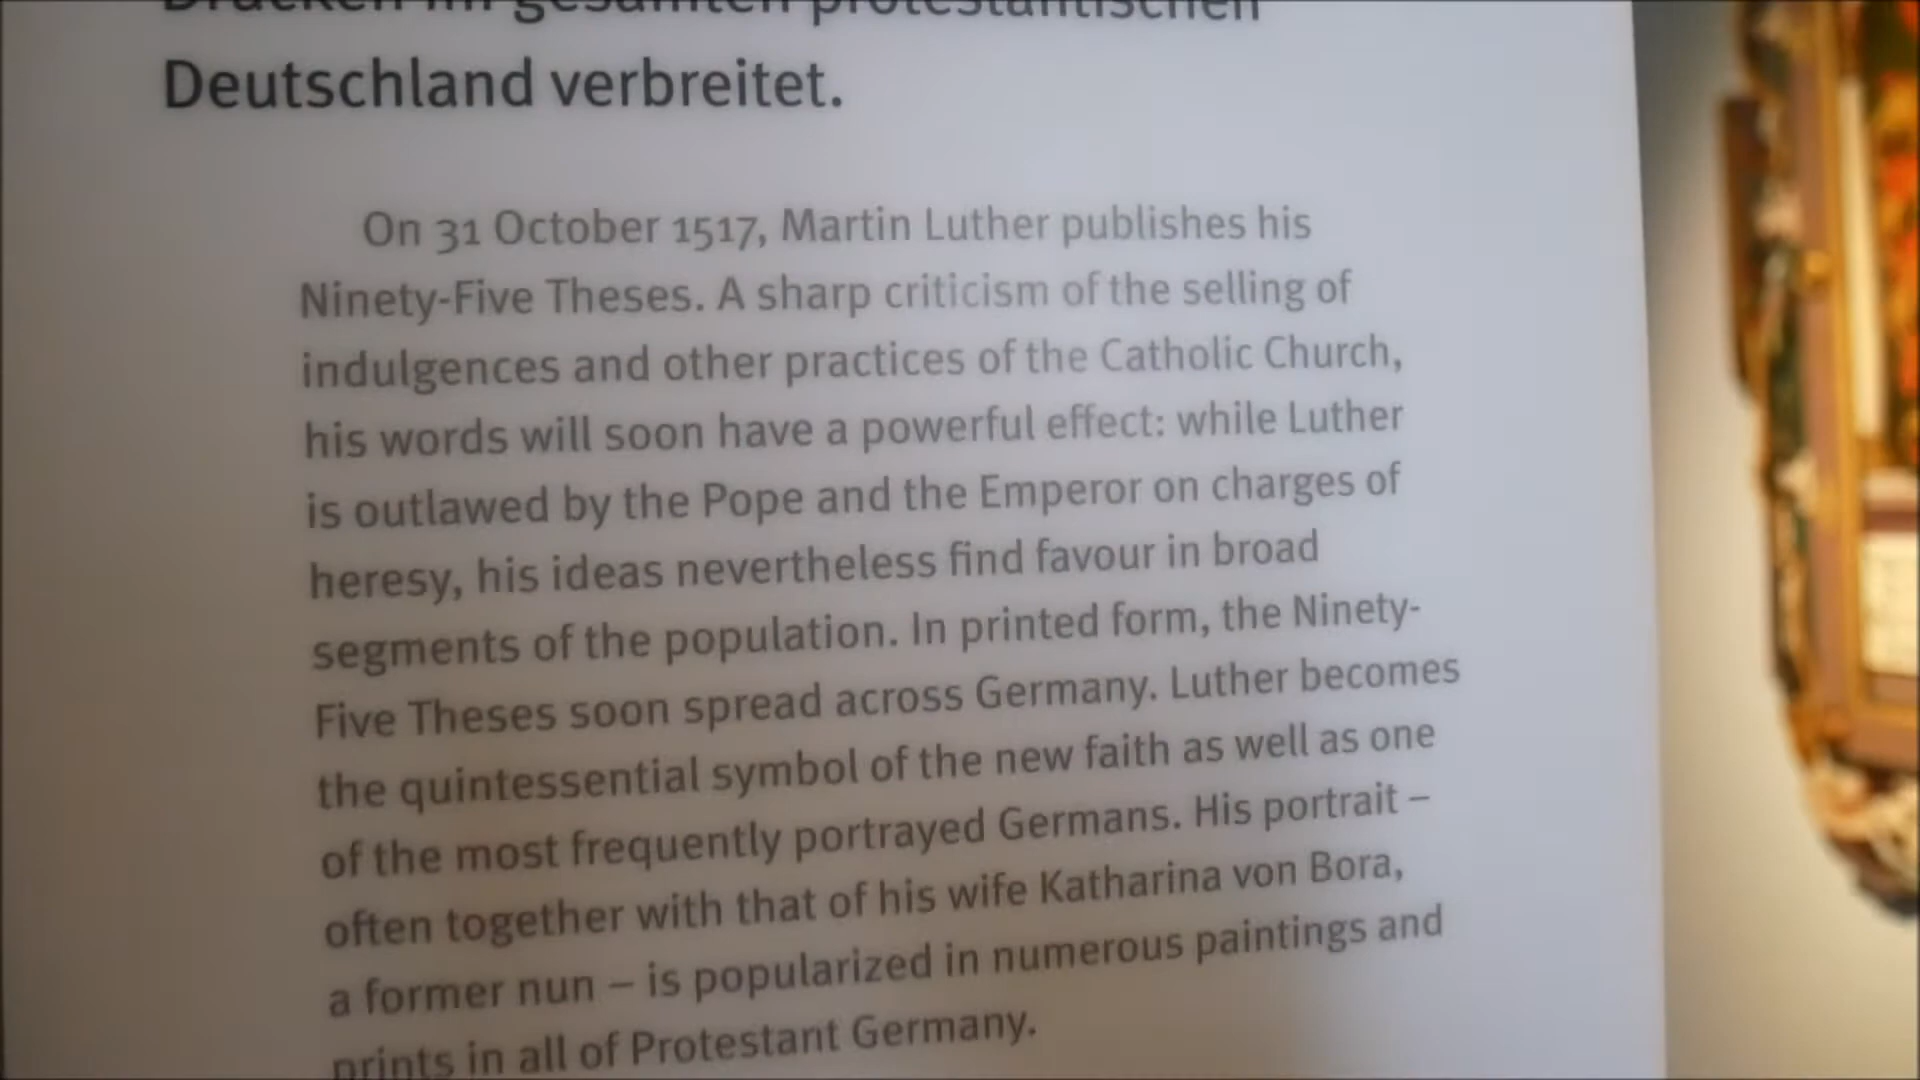 Drucken im gesamten protestantischen
Deutschland verbreitet.
On 31 October 1517, Martin Luther publishes his
Ninety-Five Theses. A sharp criticism of the selling of
indulgences and other practices of the Catholic Church,
his words will soon have a powerful effect: while Luther
is outlawed by the Pope and the Emperor on charges of
heresy, his ideas nevertheless find favour in broad
segments of the population. In printed form, the Ninety-
Five Theses soon spread across Germany. Luther becomes
the quintessential symbol of the new faith as well as one
of the most frequently portrayed Germans. His portrait –
often together with that of his wife Katharina von Bora,
a former nun – is popularized in numerous paintings and
prints in all of Protestant Germany.